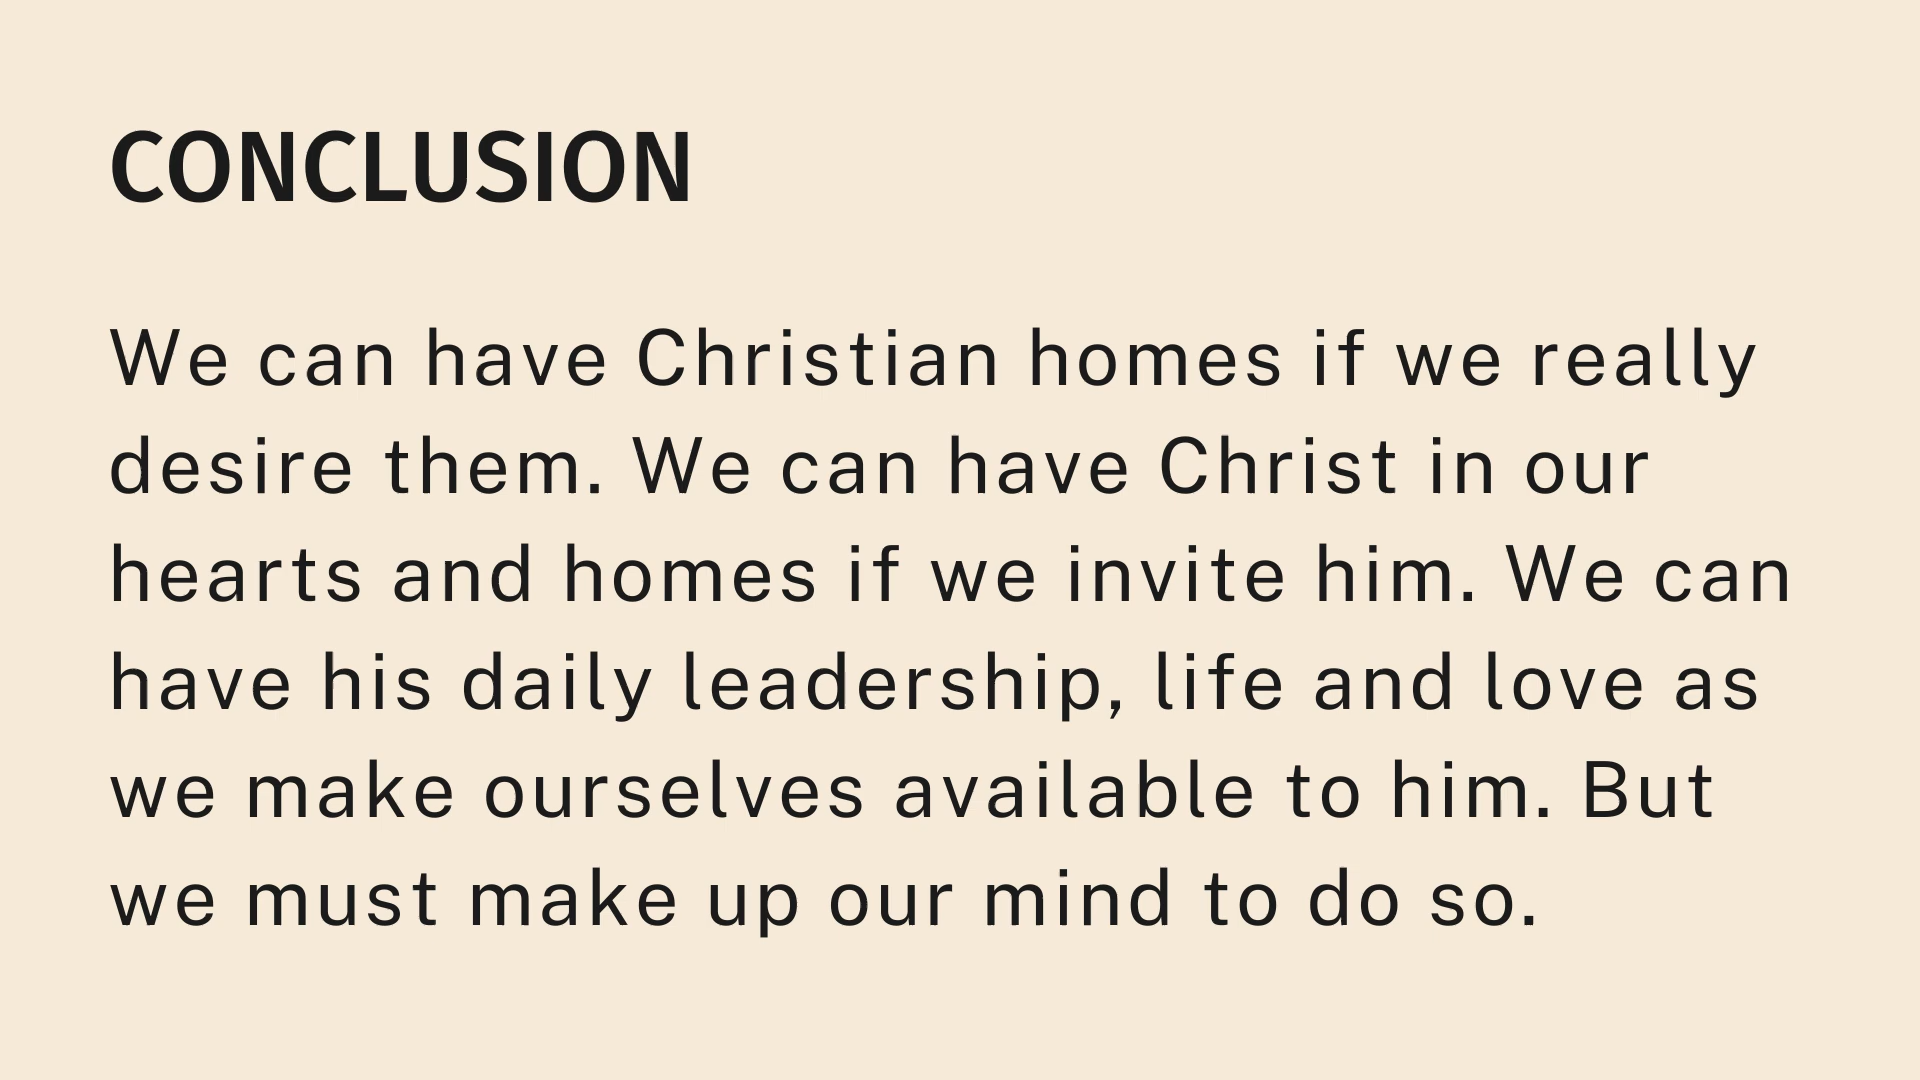 CONCLUSION
We can have Christian homes if we really
desire them. We can have Christ in our
hearts and homes if we invite him. We can
have his daily leadership, life and love as
we make ourselves available to him. But
we must make up our mind to do so.